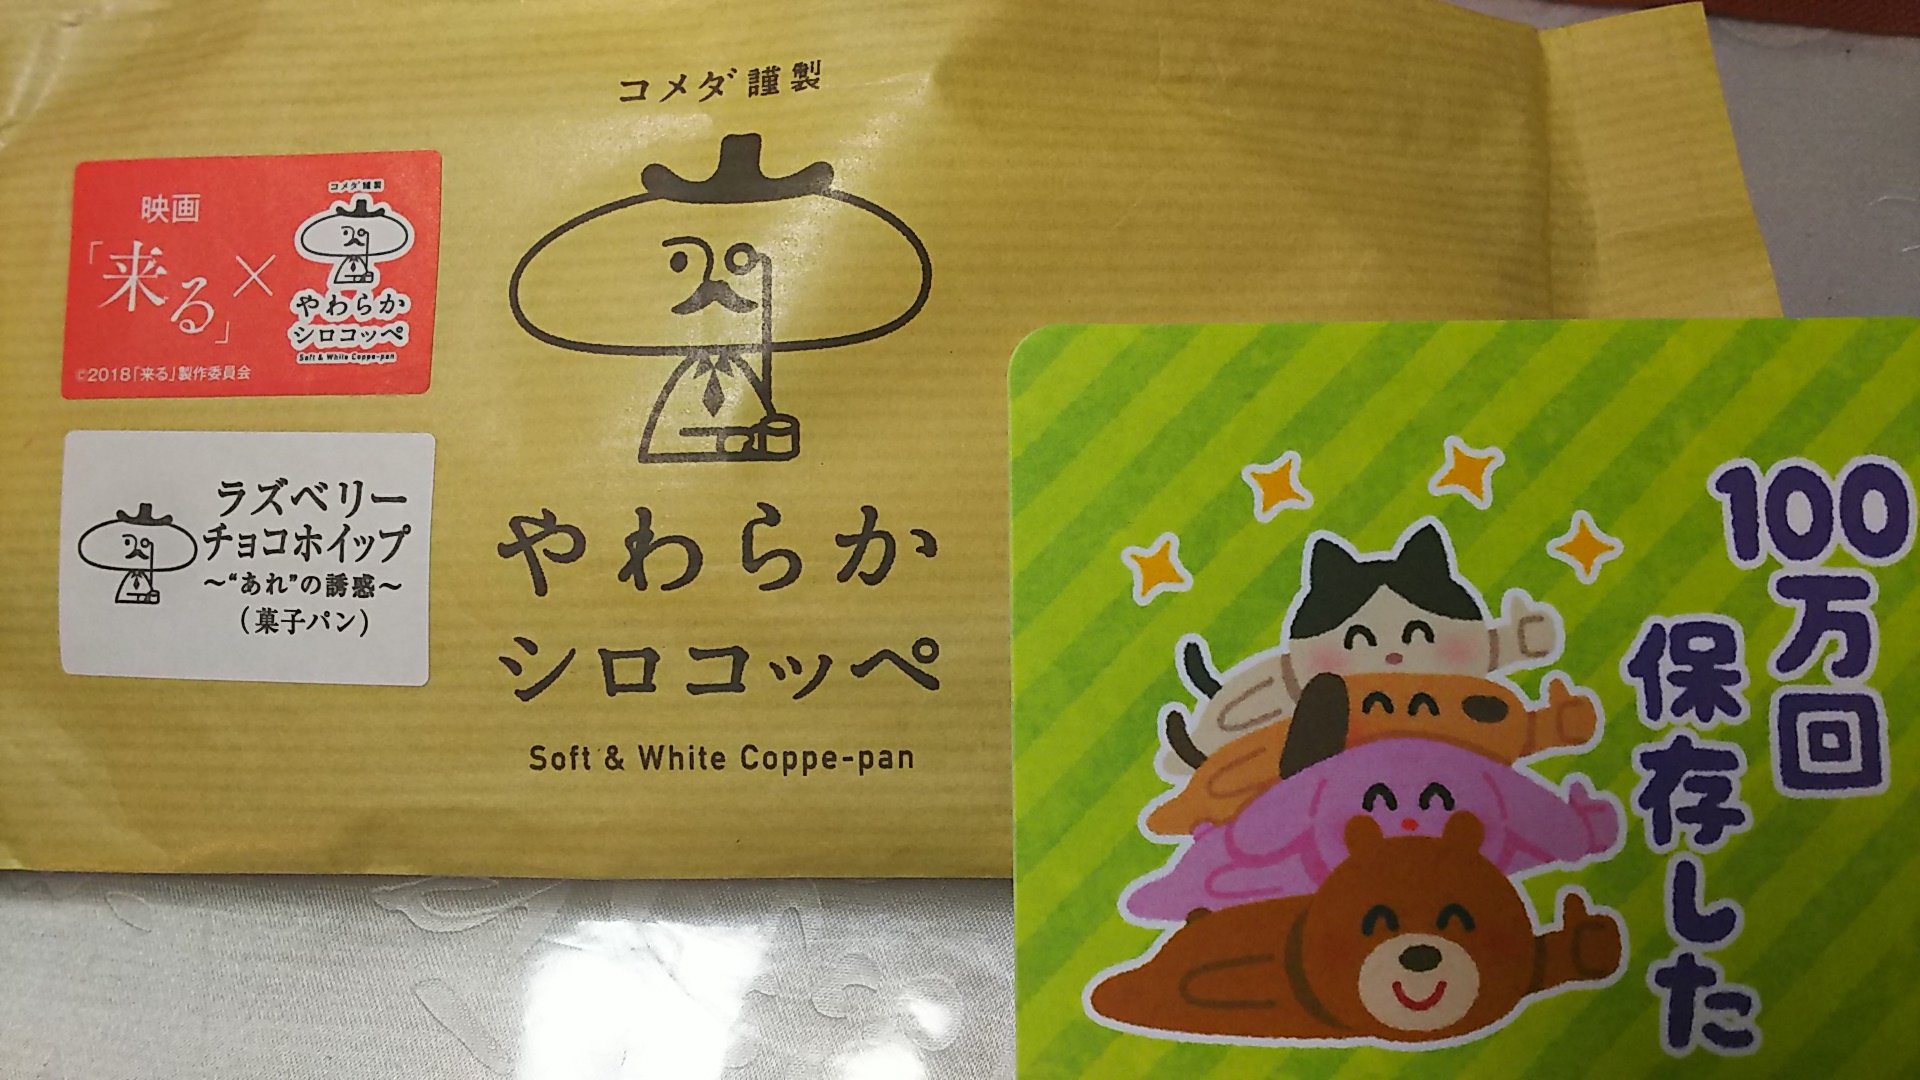 コメダ謹製
やわらか
シロコッペ
Soft & White Coppe-pan
映画
「来る」×
コメダ謹製
やわらか
シロコッペ
Soft & White Coppe-pan
©2018「来る」製作委員会
ラズベリー
チョコホイップ
～“あれ”の誘惑～
(菓子パン)
100万回
保存した